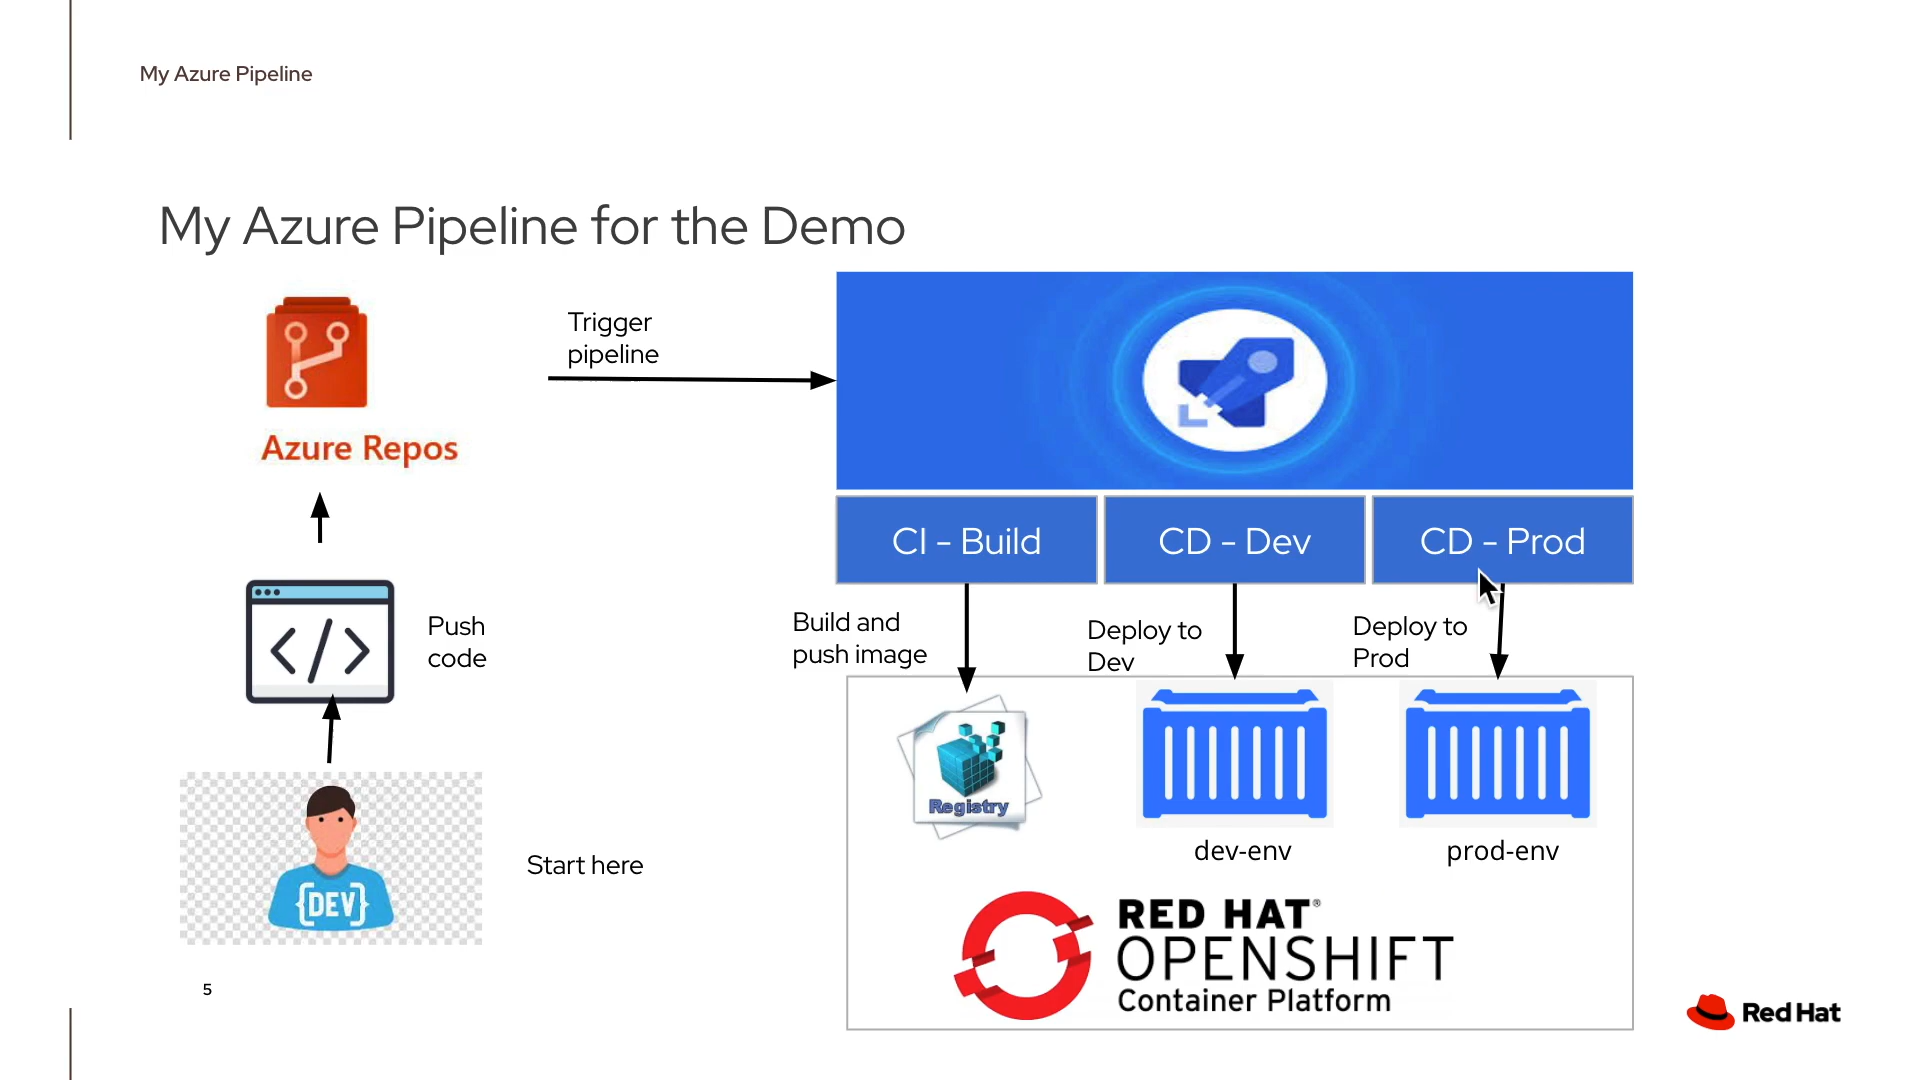 My Azure Pipeline
My Azure Pipeline for the Demo
Trigger
pipeline
Azure Repos
CI - Build
CD - Dev
CD - Prod
Push
code
Build and
push image
Deploy to
Dev
Deploy to
Prod
Registry
dev-env
prod-env
{DEV}
Start here
RED HAT®
OPENSHIFT
Container Platform
5
Red Hat